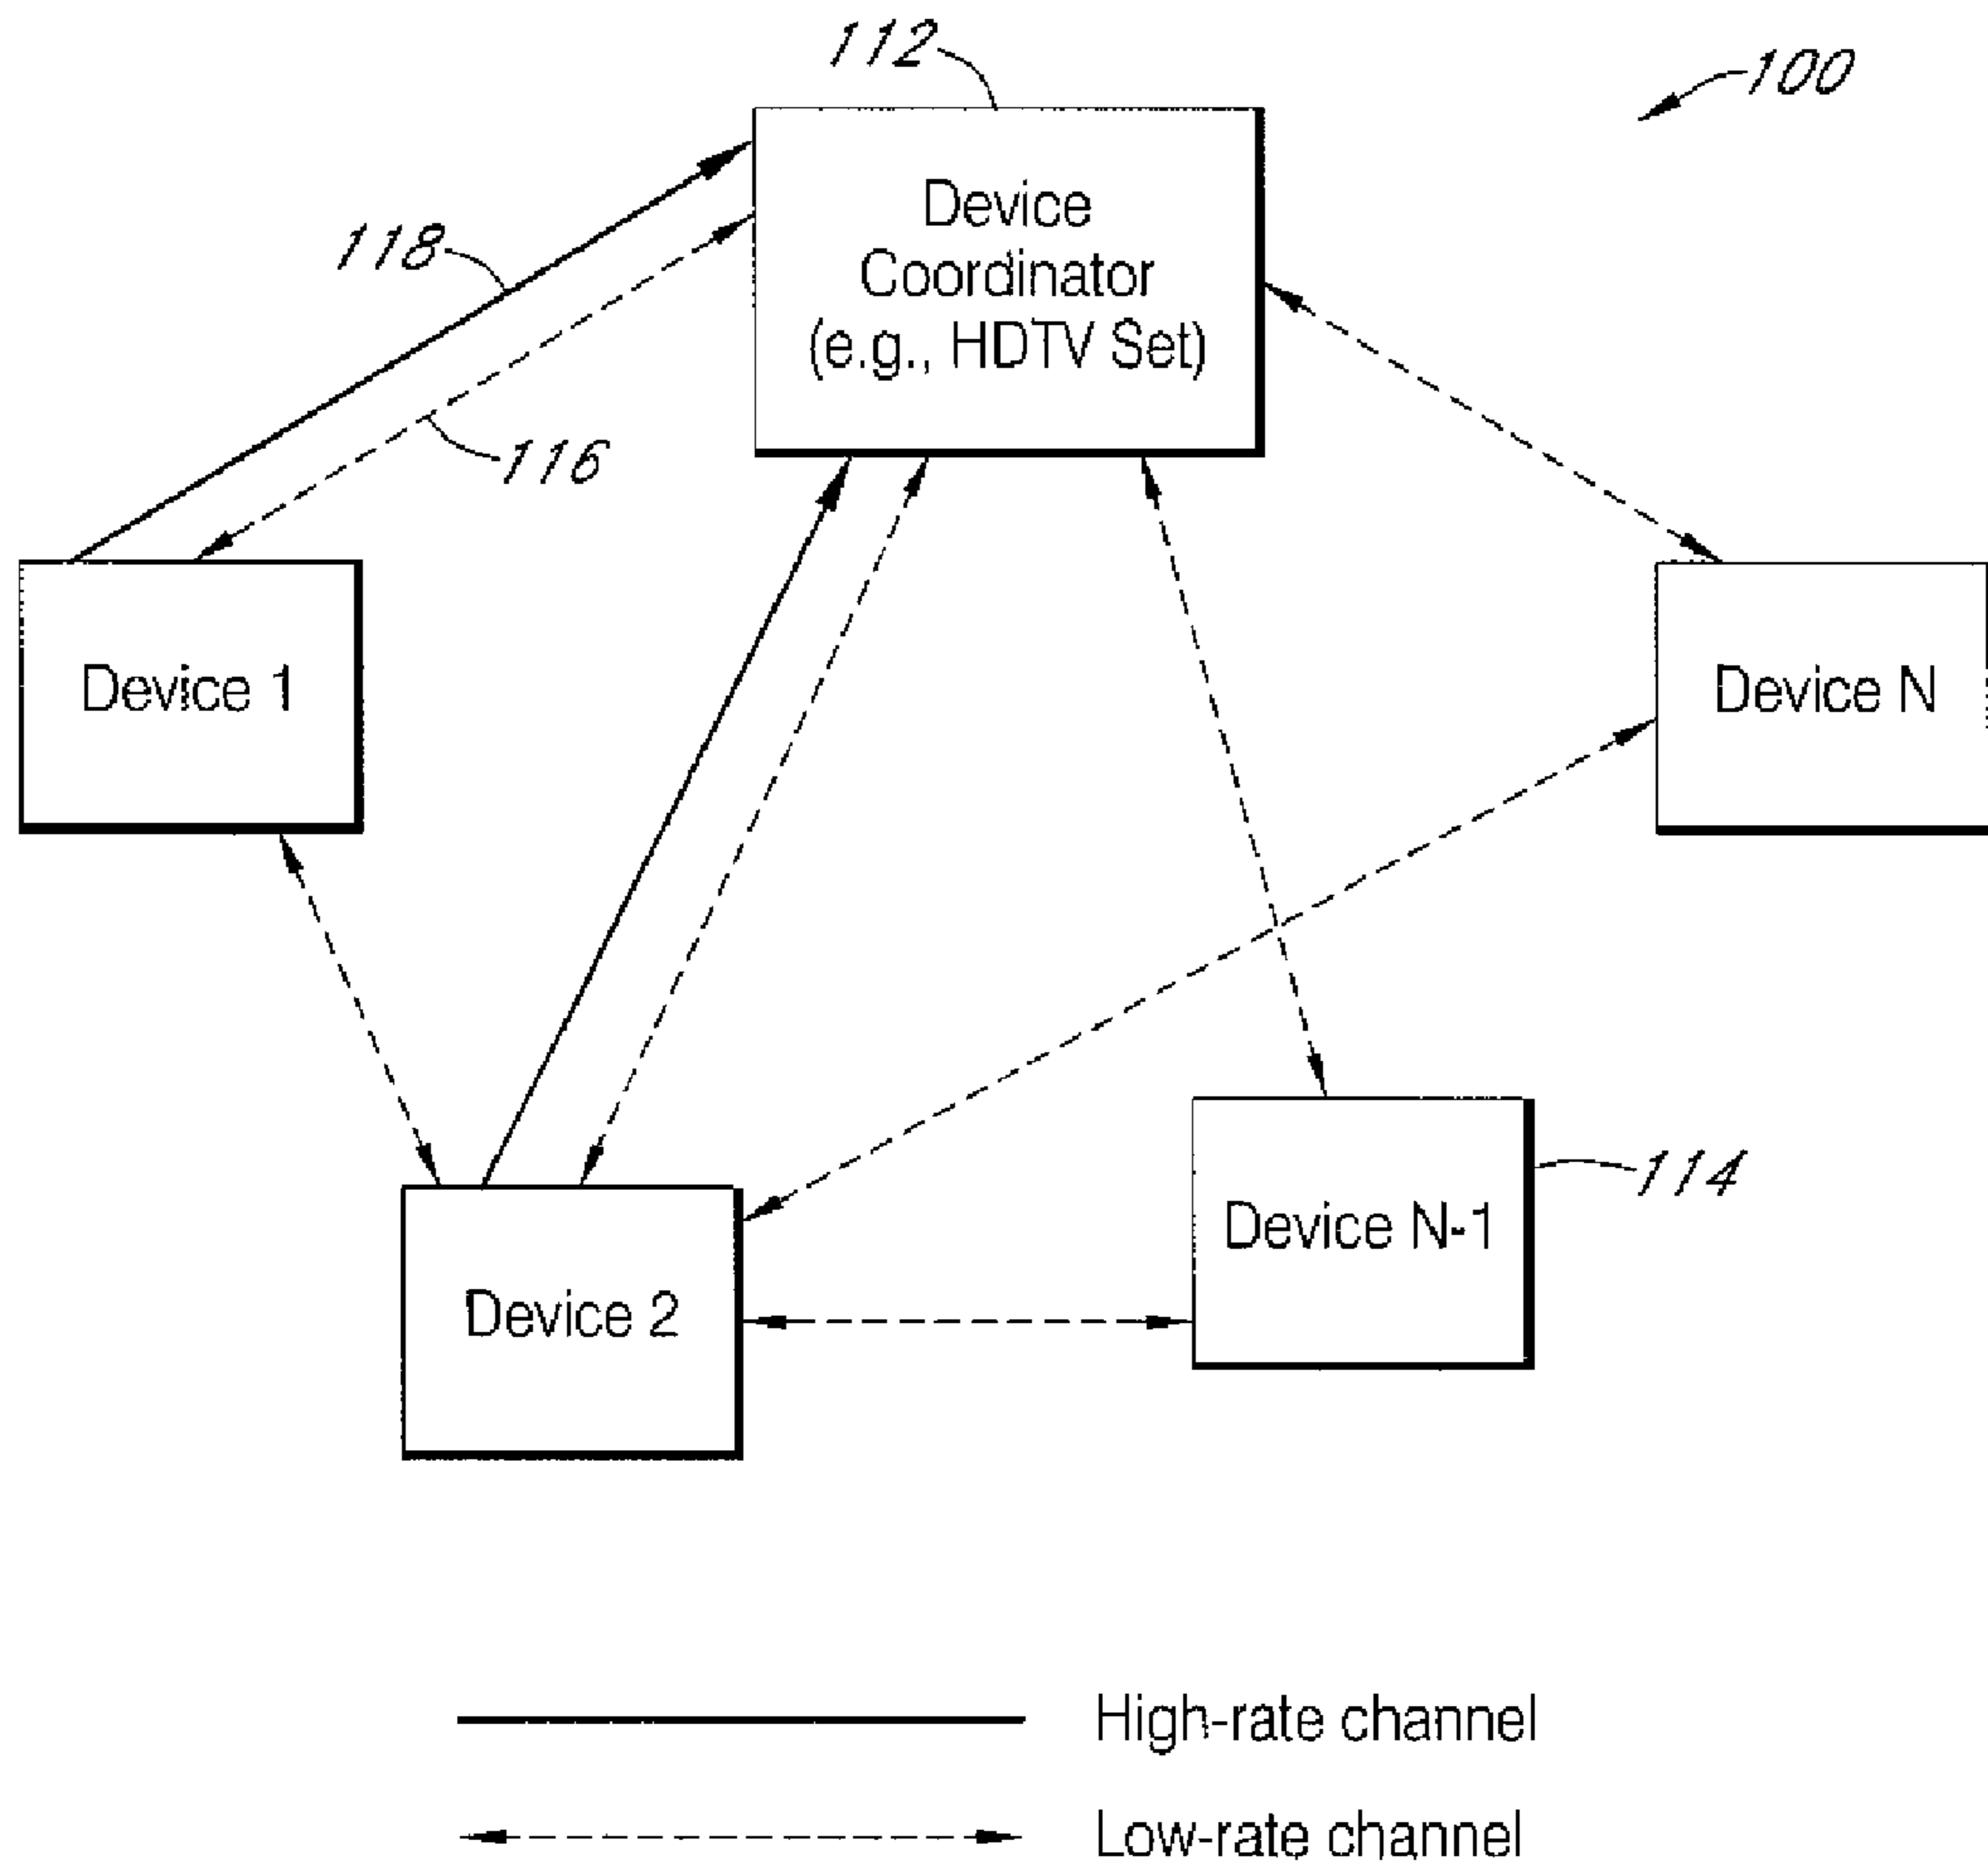 112
100
Device
Coordinator
(e.g., HDTV Set)
118
116
Device 1
Device N
114
Device N-1
Device 2
High-rate channel
Low-rate channel